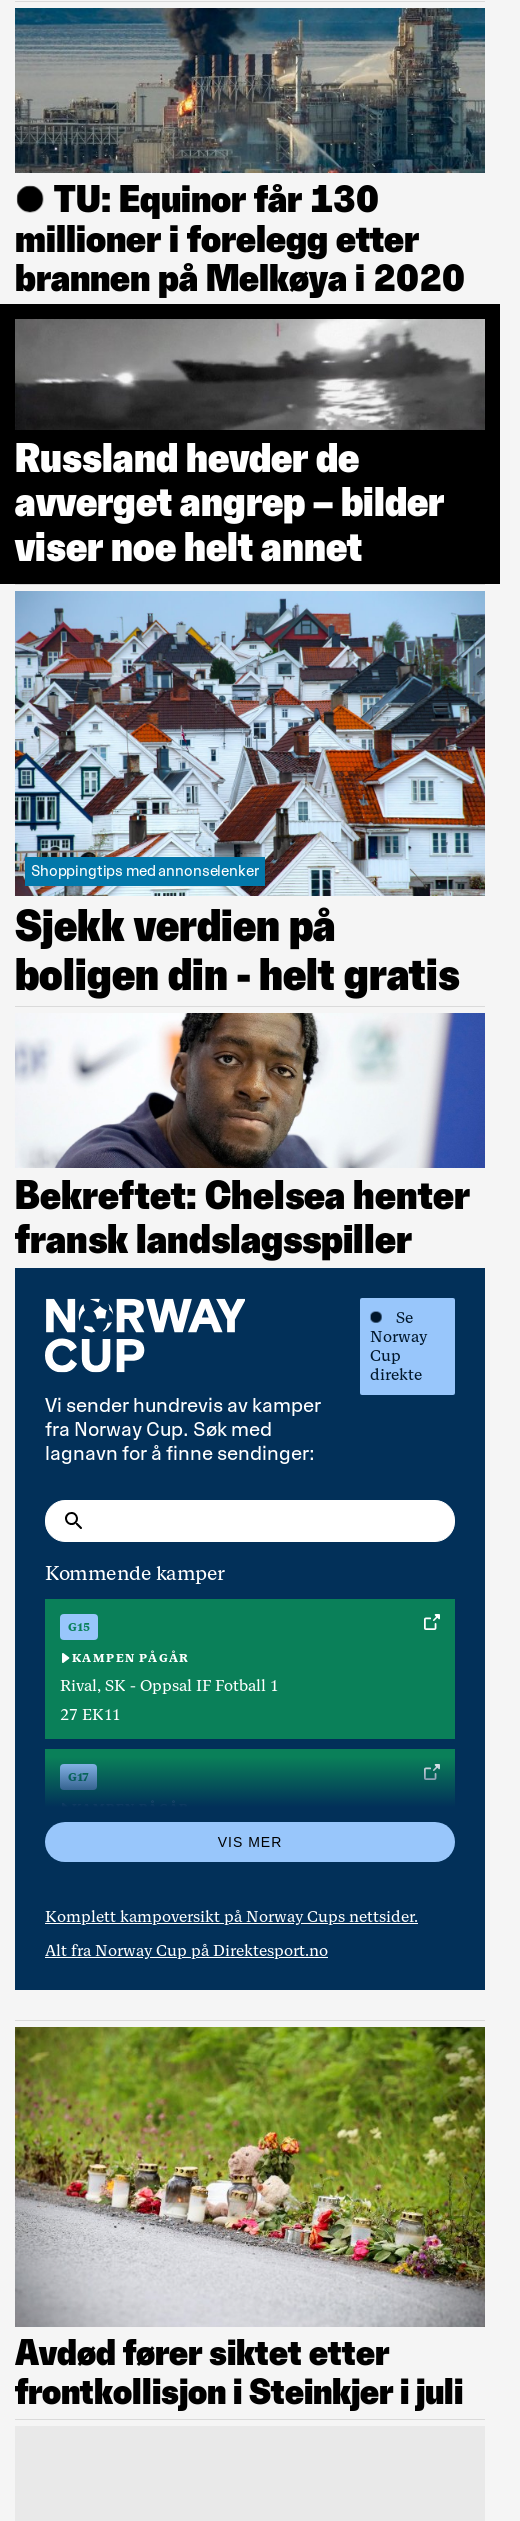 TU: Equinor får 130
millioner i forelegg etter
brannen på Melkøya i 2020
Russland hevder de
avverget angrep – bilder
viser noe helt annet
Shoppingtips med annonselenker
Sjekk verdien på
boligen din - helt gratis
Bekreftet: Chelsea henter
fransk landslagsspiller
NORWAY
CUP
Se
Norway
Cup
direkte
Vi sender hundrevis av kamper
fra Norway Cup. Søk med
lagnavn for å finne sendinger:
Kommende kamper
G15
KAMPEN PÅGÅR
Rival, SK - Oppsal IF Fotball 1
27 EK11
G17
VIS MER
Komplett kampoversikt på Norway Cups nettsider.
Alt fra Norway Cup på Direktesport.no
Avdød fører siktet etter
frontkollisjon i Steinkjer i juli